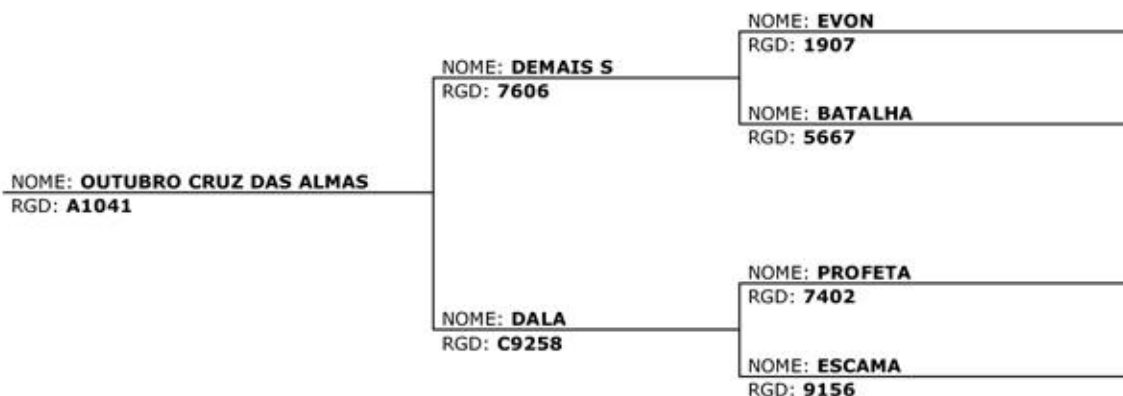 NOME: EVON
RGD: 1907
NOME: DEMAIS S
RGD: 7606
NOME: BATALHA
RGD: 5667
NOME: OUTUBRO CRUZ DAS ALMAS
RGD: A1041
NOME: PROFETA
RGD: 7402
NOME: DALA
RGD: C9258
NOME: ESCAMA
RGD: 9156